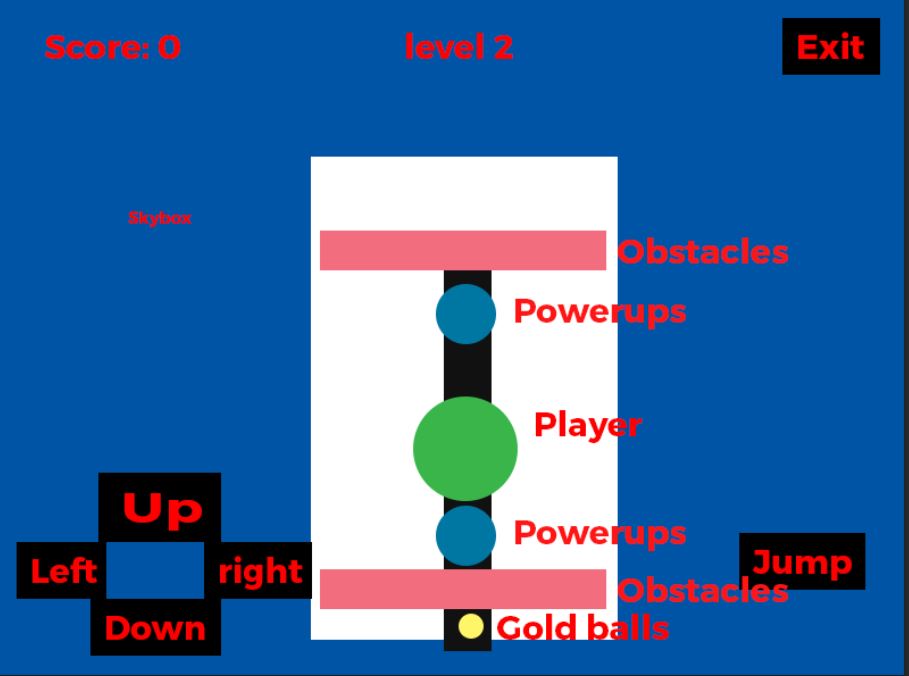 Score: 0
level 2
Exit
Skybox
Obstacles
Powerups
Player
Up
Powerups
Jump
Left
right
Obstacles
Down
Gold balls